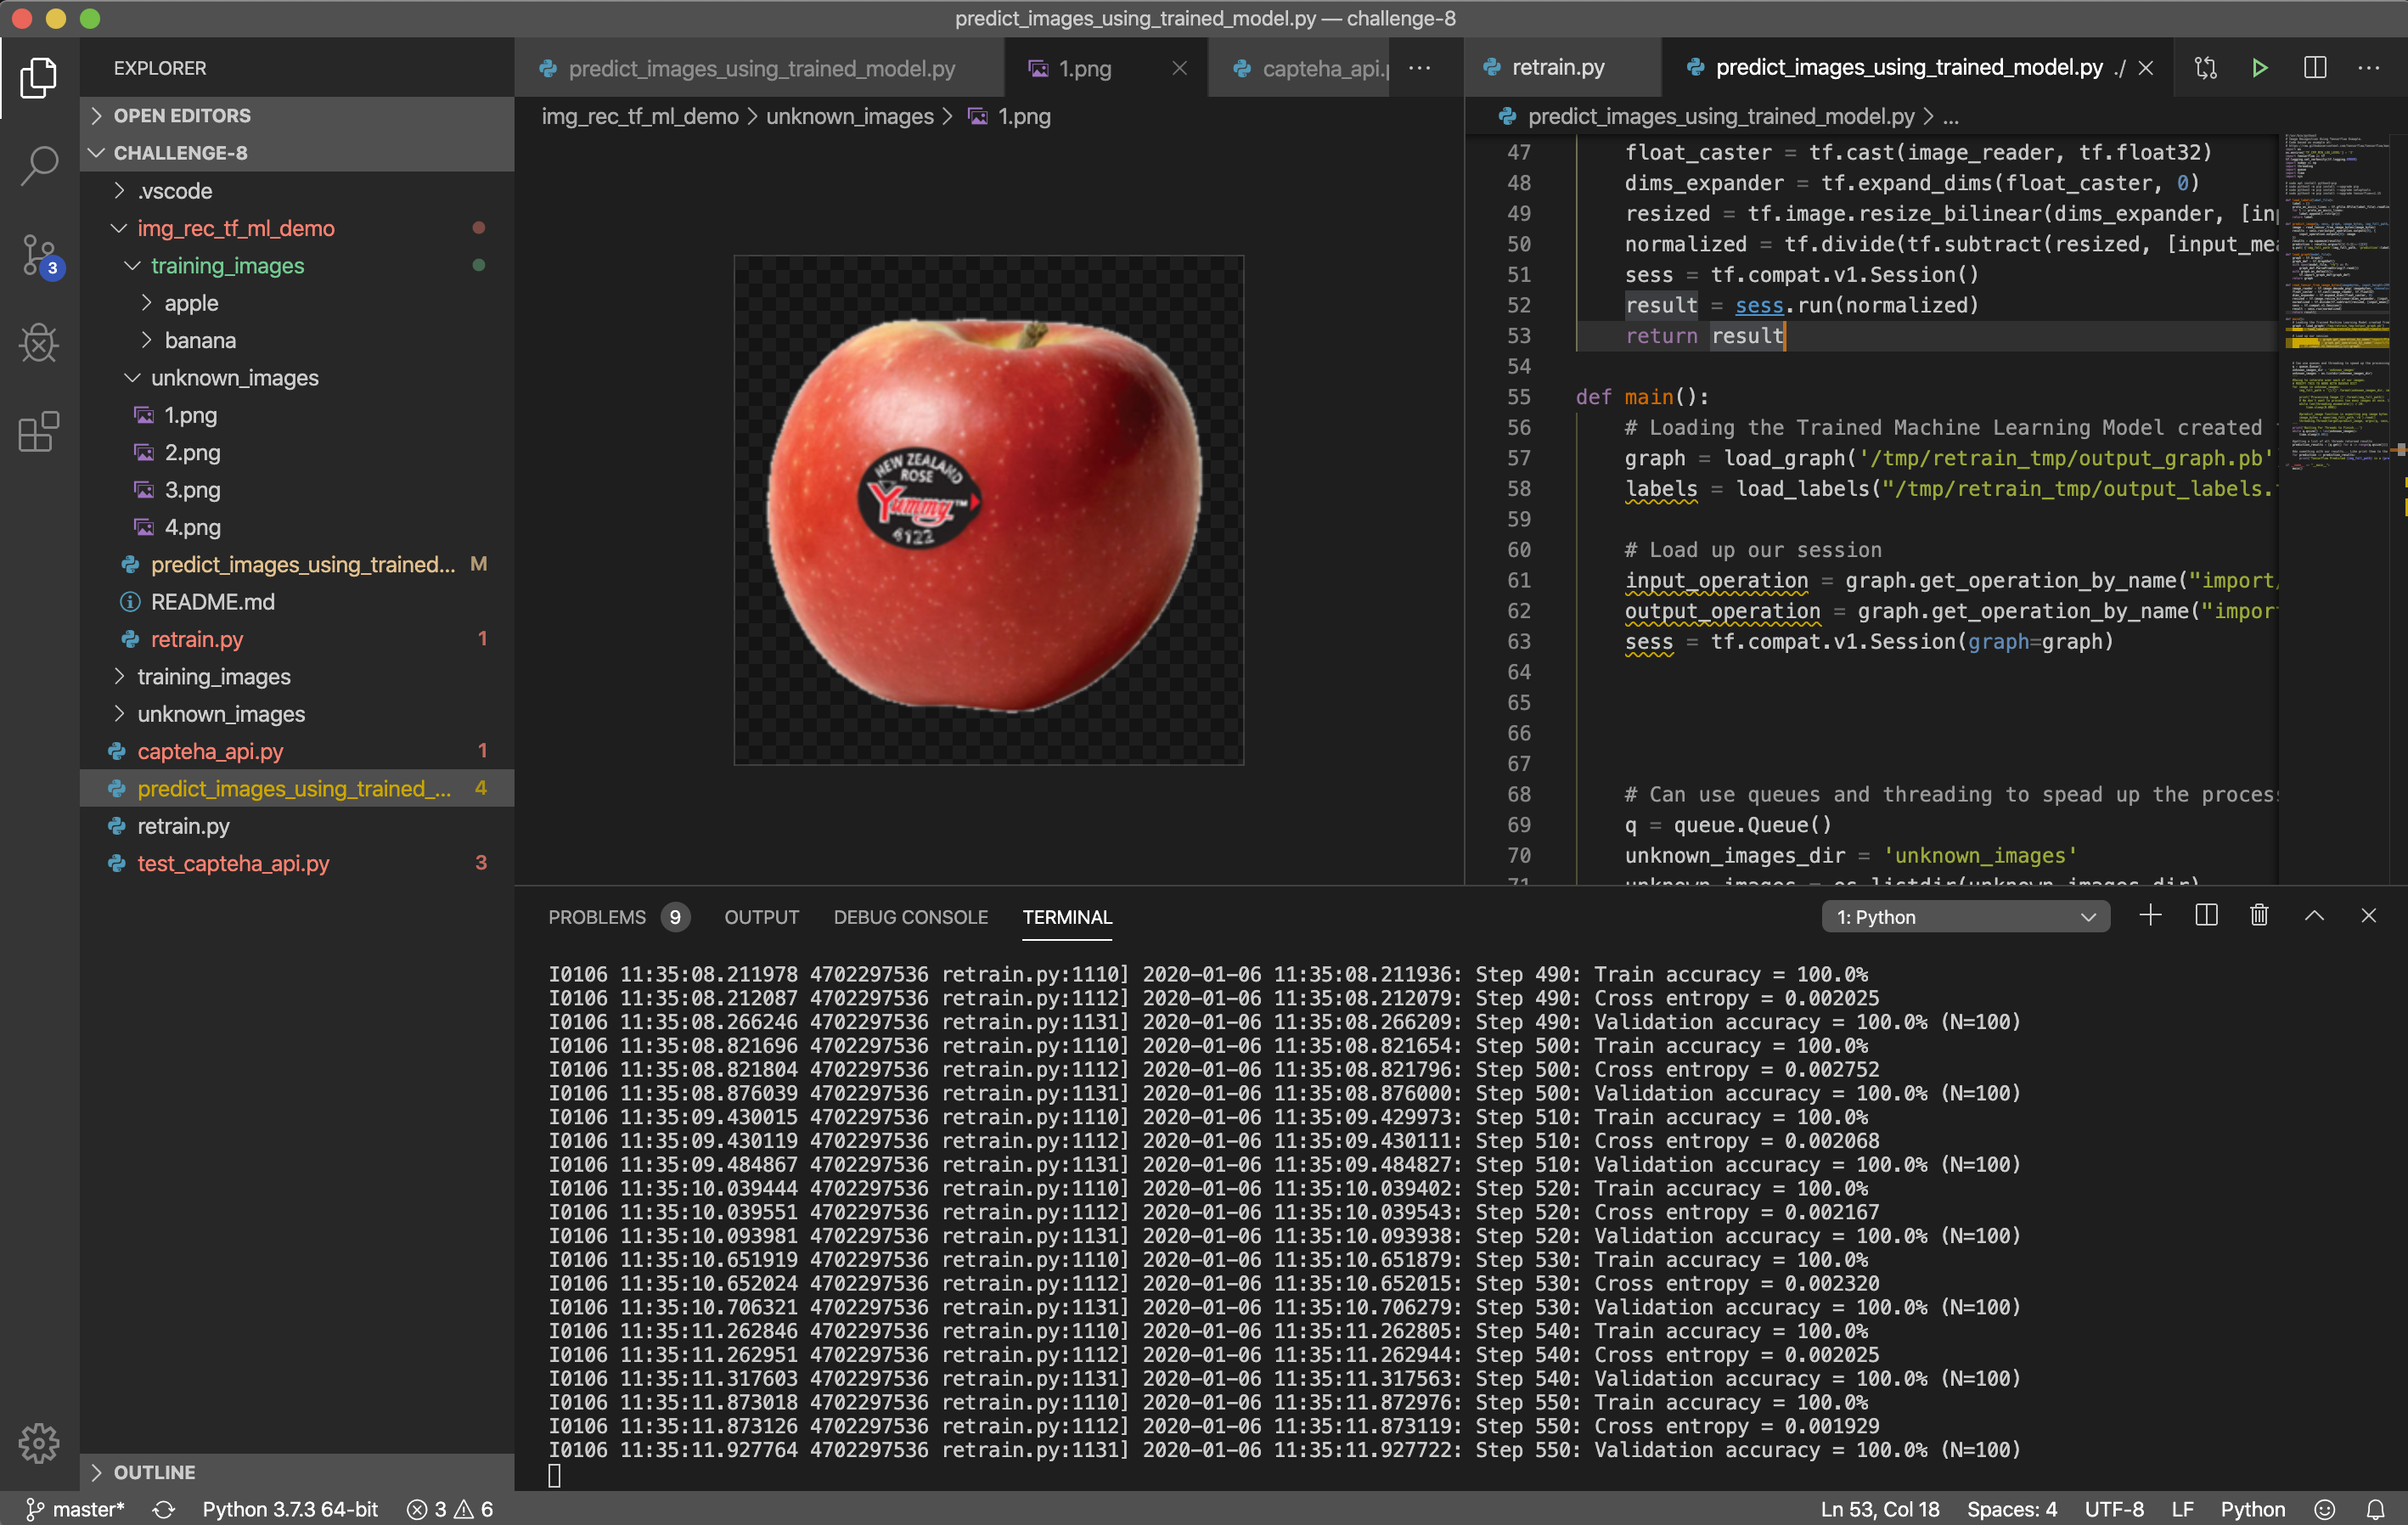 predict_images_using_trained_model.py — challenge-8
EXPLORER
OPEN EDITORS
CHALLENGE-8
.vscode
img_rec_tf_ml_demo
training_images
apple
banana
unknown_images
1.png
2.png
3.png
4.png
predict_images_using_trained... M
README.md
retrain.py 1
training_images
unknown_images
capteha_api.py 1
predict_images_using_trained_... 4
retrain.py
test_capteha_api.py 3
OUTLINE
3
predict_images_using_trained_model.py
1.png
capteha_api.p
img_rec_tf_ml_demo > unknown_images > 1.png
NEW ZEALAND
ROSE
Yummy™
4122
retrain.py
predict_images_using_trained_model.py ./
predict_images_using_trained_model.py > ...
47 float_caster = tf.cast(image_reader, tf.float32)
48 dims_expander = tf.expand_dims(float_caster, 0)
49 resized = tf.image.resize_bilinear(dims_expander, [in
50 normalized = tf.divide(tf.subtract(resized, [input_me
51 sess = tf.compat.v1.Session()
52 result = sess.run(normalized)
53 return result
54
55 def main():
56 # Loading the Trained Machine Learning Model created
57 graph = load_graph('/tmp/retrain_tmp/output_graph.pb'
58 labels = load_labels("/tmp/retrain_tmp/output_labels.
59
60 # Load up our session
61 input_operation = graph.get_operation_by_name("import/
62 output_operation = graph.get_operation_by_name("impor
63 sess = tf.compat.v1.Session(graph=graph)
64
65
66
67
68 # Can use queues and threading to spead up the proces
69 q = queue.Queue()
70 unknown_images_dir = 'unknown_images'
71 unknown_images = os.listdir(unknown_images_dir)
PROBLEMS 9 OUTPUT DEBUG CONSOLE TERMINAL 1: Python
I0106 11:35:08.211978 4702297536 retrain.py:1110] 2020-01-06 11:35:08.211936: Step 490: Train accuracy = 100.0%
I0106 11:35:08.212087 4702297536 retrain.py:1112] 2020-01-06 11:35:08.212079: Step 490: Cross entropy = 0.002025
I0106 11:35:08.266246 4702297536 retrain.py:1131] 2020-01-06 11:35:08.266209: Step 490: Validation accuracy = 100.0% (N=100)
I0106 11:35:08.821696 4702297536 retrain.py:1110] 2020-01-06 11:35:08.821654: Step 500: Train accuracy = 100.0%
I0106 11:35:08.821804 4702297536 retrain.py:1112] 2020-01-06 11:35:08.821796: Step 500: Cross entropy = 0.002752
I0106 11:35:08.876039 4702297536 retrain.py:1131] 2020-01-06 11:35:08.876000: Step 500: Validation accuracy = 100.0% (N=100)
I0106 11:35:09.430015 4702297536 retrain.py:1110] 2020-01-06 11:35:09.429973: Step 510: Train accuracy = 100.0%
I0106 11:35:09.430119 4702297536 retrain.py:1112] 2020-01-06 11:35:09.430111: Step 510: Cross entropy = 0.002068
I0106 11:35:09.484867 4702297536 retrain.py:1131] 2020-01-06 11:35:09.484827: Step 510: Validation accuracy = 100.0% (N=100)
I0106 11:35:10.039444 4702297536 retrain.py:1110] 2020-01-06 11:35:10.039402: Step 520: Train accuracy = 100.0%
I0106 11:35:10.039551 4702297536 retrain.py:1112] 2020-01-06 11:35:10.039543: Step 520: Cross entropy = 0.002167
I0106 11:35:10.093981 4702297536 retrain.py:1131] 2020-01-06 11:35:10.093938: Step 520: Validation accuracy = 100.0% (N=100)
I0106 11:35:10.651919 4702297536 retrain.py:1110] 2020-01-06 11:35:10.651879: Step 530: Train accuracy = 100.0%
I0106 11:35:10.652024 4702297536 retrain.py:1112] 2020-01-06 11:35:10.652015: Step 530: Cross entropy = 0.002320
I0106 11:35:10.706321 4702297536 retrain.py:1131] 2020-01-06 11:35:10.706279: Step 530: Validation accuracy = 100.0% (N=100)
I0106 11:35:11.262846 4702297536 retrain.py:1110] 2020-01-06 11:35:11.262805: Step 540: Train accuracy = 100.0%
I0106 11:35:11.262951 4702297536 retrain.py:1112] 2020-01-06 11:35:11.262944: Step 540: Cross entropy = 0.002025
I0106 11:35:11.317603 4702297536 retrain.py:1131] 2020-01-06 11:35:11.317563: Step 540: Validation accuracy = 100.0% (N=100)
I0106 11:35:11.873018 4702297536 retrain.py:1110] 2020-01-06 11:35:11.872976: Step 550: Train accuracy = 100.0%
I0106 11:35:11.873126 4702297536 retrain.py:1112] 2020-01-06 11:35:11.873119: Step 550: Cross entropy = 0.001929
I0106 11:35:11.927764 4702297536 retrain.py:1131] 2020-01-06 11:35:11.927722: Step 550: Validation accuracy = 100.0% (N=100)
master* Python 3.7.3 64-bit 3 6 Ln 53, Col 18 Spaces: 4 UTF-8 LF Python